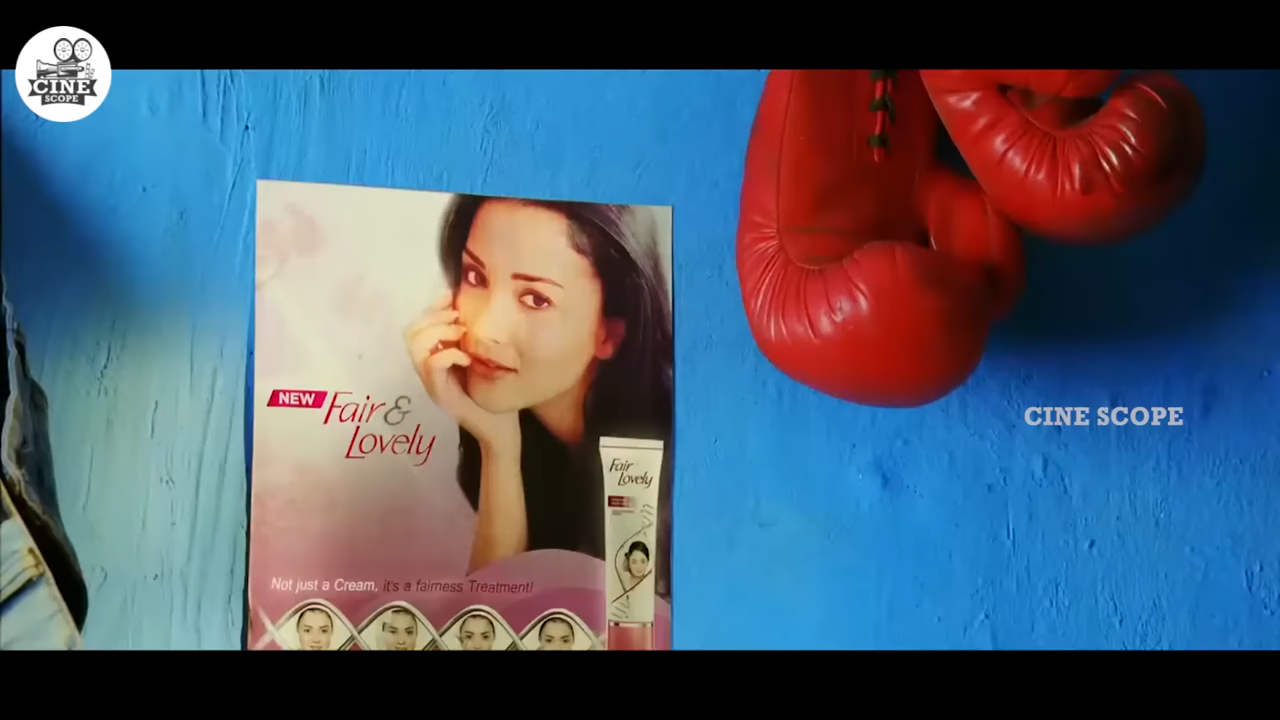 CINE
SCOPE
NEW
Fair &
Lovely
CINE SCOPE
Fair
Lovely
Not just a Cream, it's a fairness Treatment!